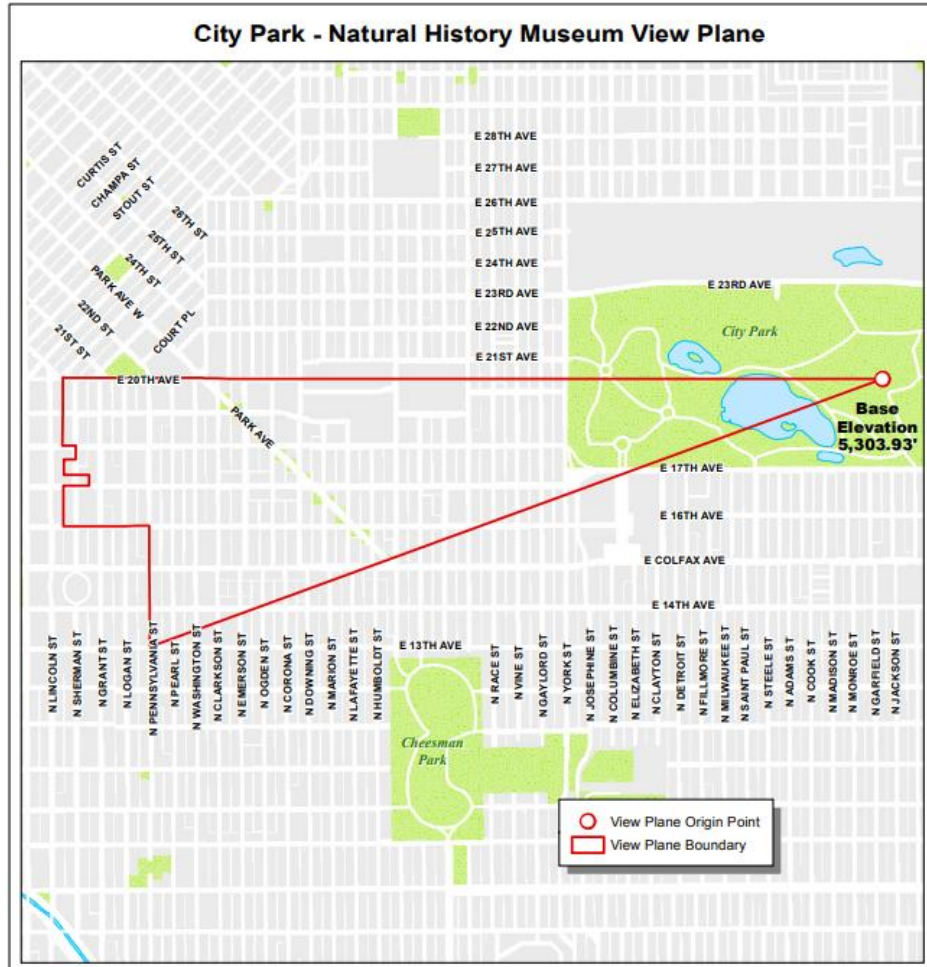 City Park - Natural History Museum View Plane
E 28TH AVE
CURTIS ST
CHAMPA ST
STOUT ST
E 27TH AVE
E 26TH AVE
26TH ST
25TH ST
24TH ST
E 25TH AVE
E 24TH AVE
PARK AVE W
22ND ST
21ST ST
COURT PL
E 23RD AVE
E 23RD AVE
E 22ND AVE
City Park
E 21ST AVE
E 20TH AVE
PARK AVE
Base
Elevation
5,303.93'
E 17TH AVE
E 16TH AVE
E COLFAX AVE
E 14TH AVE
E 13TH AVE
N LINCOLN ST
N SHERMAN ST
N GRANT ST
N LOGAN ST
N PENNSYLVANIA ST
N PEARL ST
N WASHINGTON ST
N CLARKSON ST
N EMERSON ST
N OGDEN ST
N CORONA ST
N DOWNING ST
N MARION ST
N LAFAYETTE ST
N HUMBOLDT ST
N RACE ST
N VINE ST
N GAYLORD ST
N YORK ST
N JOSEPHINE ST
N COLUMBINE ST
N ELIZABETH ST
N CLAYTON ST
N DETROIT ST
N FILLMORE ST
N MILWAUKEE ST
N SAINT PAUL ST
N STEELE ST
N ADAMS ST
N COOK ST
N MADISON ST
N MONROE ST
N GARFIELD ST
N JACKSON ST
Cheesman
Park
View Plane Origin Point
View Plane Boundary